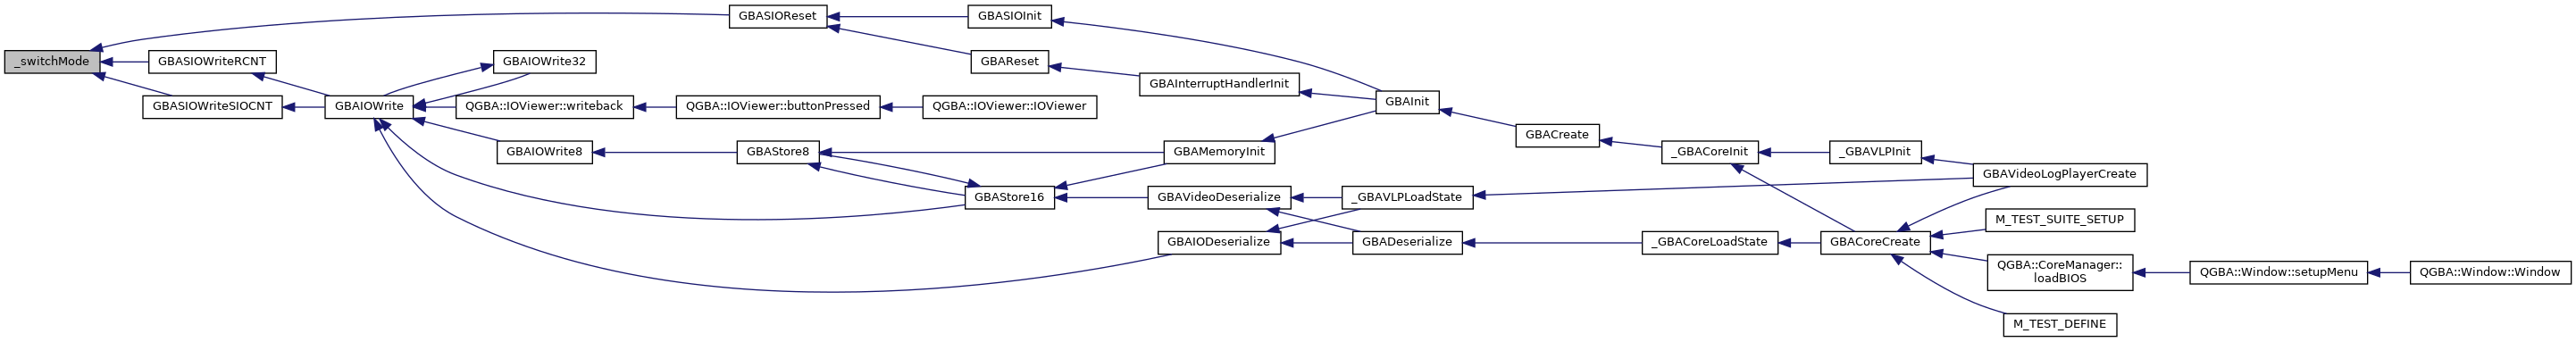 _switchMode
GBASIOReset
GBASIOInit
GBASIOWriteRCNT
GBAIOWrite32
GBAReset
GBAInterruptHandlerInit
GBASIOWriteSIOCNT
GBAIOWrite
QGBA::IOViewer::writeback
QGBA::IOViewer::buttonPressed
QGBA::IOViewer::IOViewer
GBAInit
GBACreate
GBAIOWrite8
GBAStore8
GBAMemoryInit
_GBACoreInit
_GBAVLPInit
GBAVideoLogPlayerCreate
GBAStore16
GBAVideoDeserialize
_GBAVLPLoadState
M_TEST_SUITE_SETUP
GBAIODeserialize
GBADeserialize
_GBACoreLoadState
GBACoreCreate
QGBA::CoreManager::
loadBIOS
QGBA::Window::setupMenu
QGBA::Window::Window
M_TEST_DEFINE